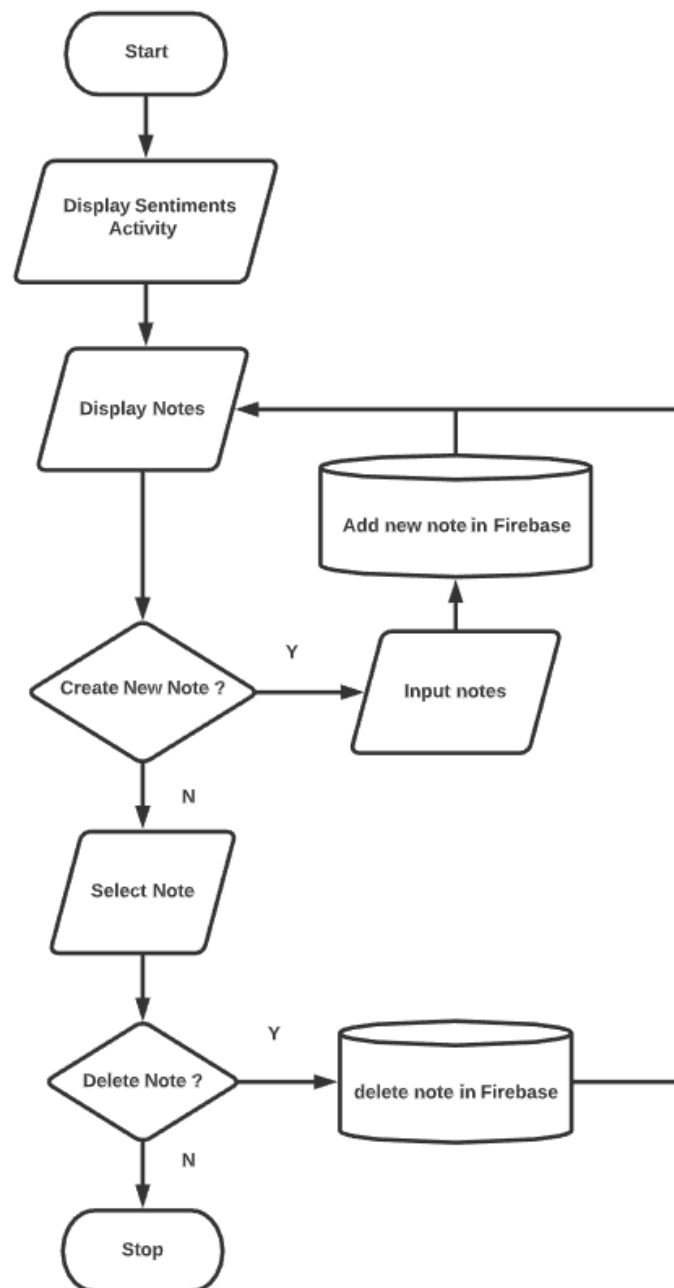 Start
Display Sentiments
Activity
Display Notes
Add new note in Firebase
Create New Note ?
Y
Input notes
N
Select Note
Delete Note ?
Y
delete note in Firebase
N
Stop